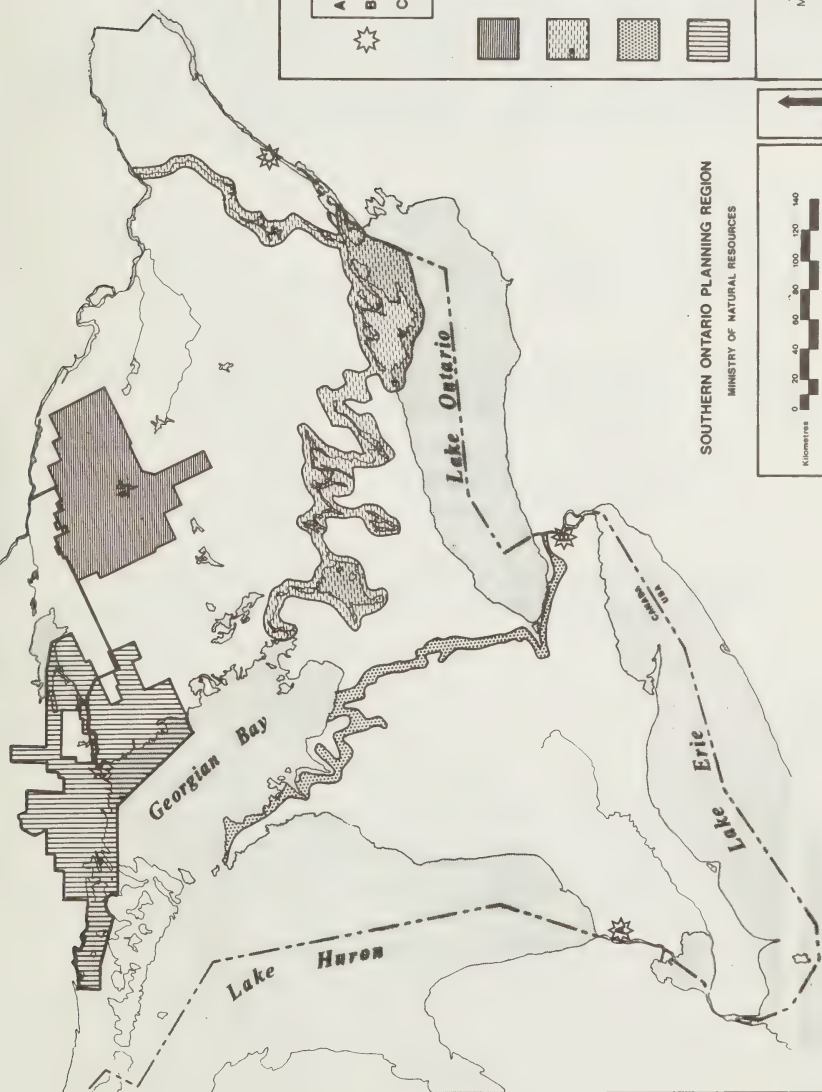 A
B
C
C
Lake Ontario
Georgian Bay
CANADA
USA
Lake Erie
Lake Huron
SOUTHERN ONTARIO PLANNING REGION
MINISTRY OF NATURAL RESOURCES
Kilometres 0 20 40 60 80 100 120 140
M